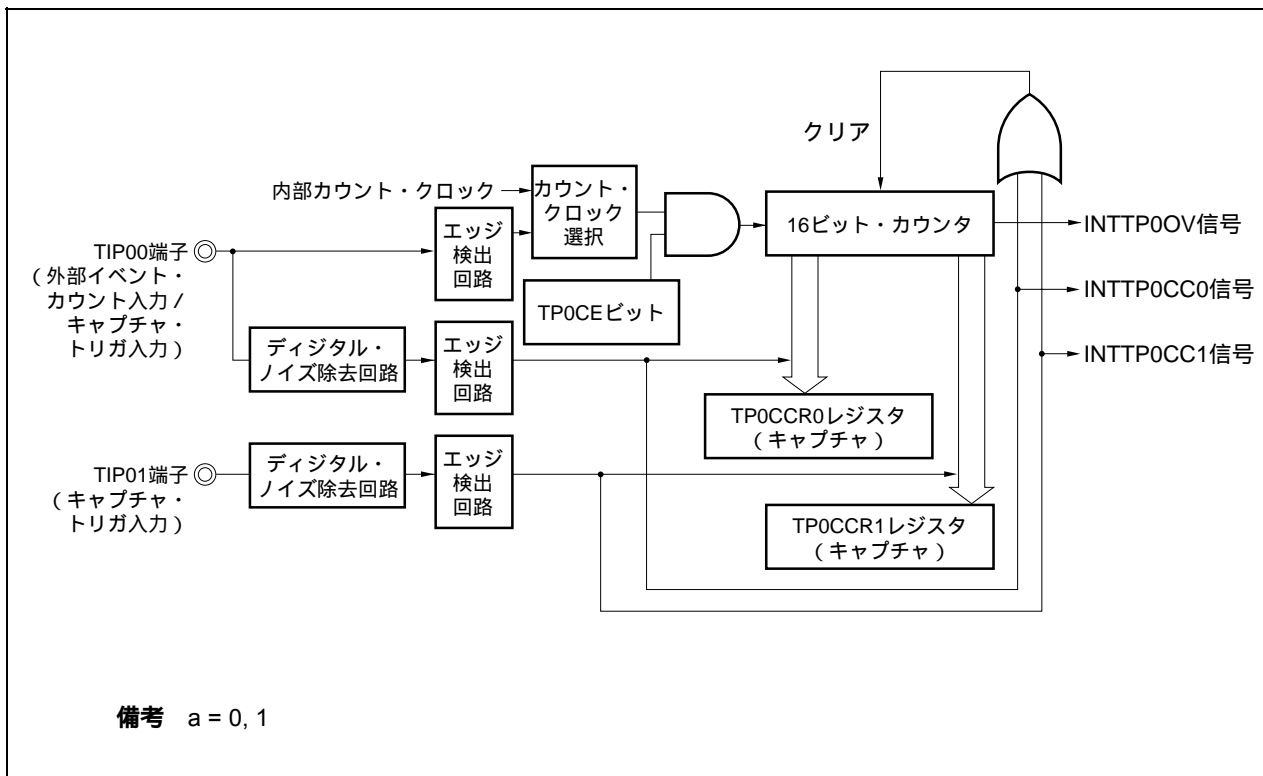 クリア
内部カウント・クロック
カウント・
クロック
選択
エッジ
検出
回路
16ビット・カウンタ
INTTP0OV信号
TIP00端子
(外部イベント・
カウント入力/
キャプチャ・
トリガ入力)
TP0CEビット
INTTP0CC0信号
ディジタル・
ノイズ除去回路
エッジ
検出
回路
INTTP0CC1信号
TP0CCR0レジスタ
(キャプチャ)
TIP01端子
(キャプチャ・
トリガ入力)
ディジタル・
ノイズ除去回路
エッジ
検出
回路
TP0CCR1レジスタ
(キャプチャ)
備考 a = 0, 1